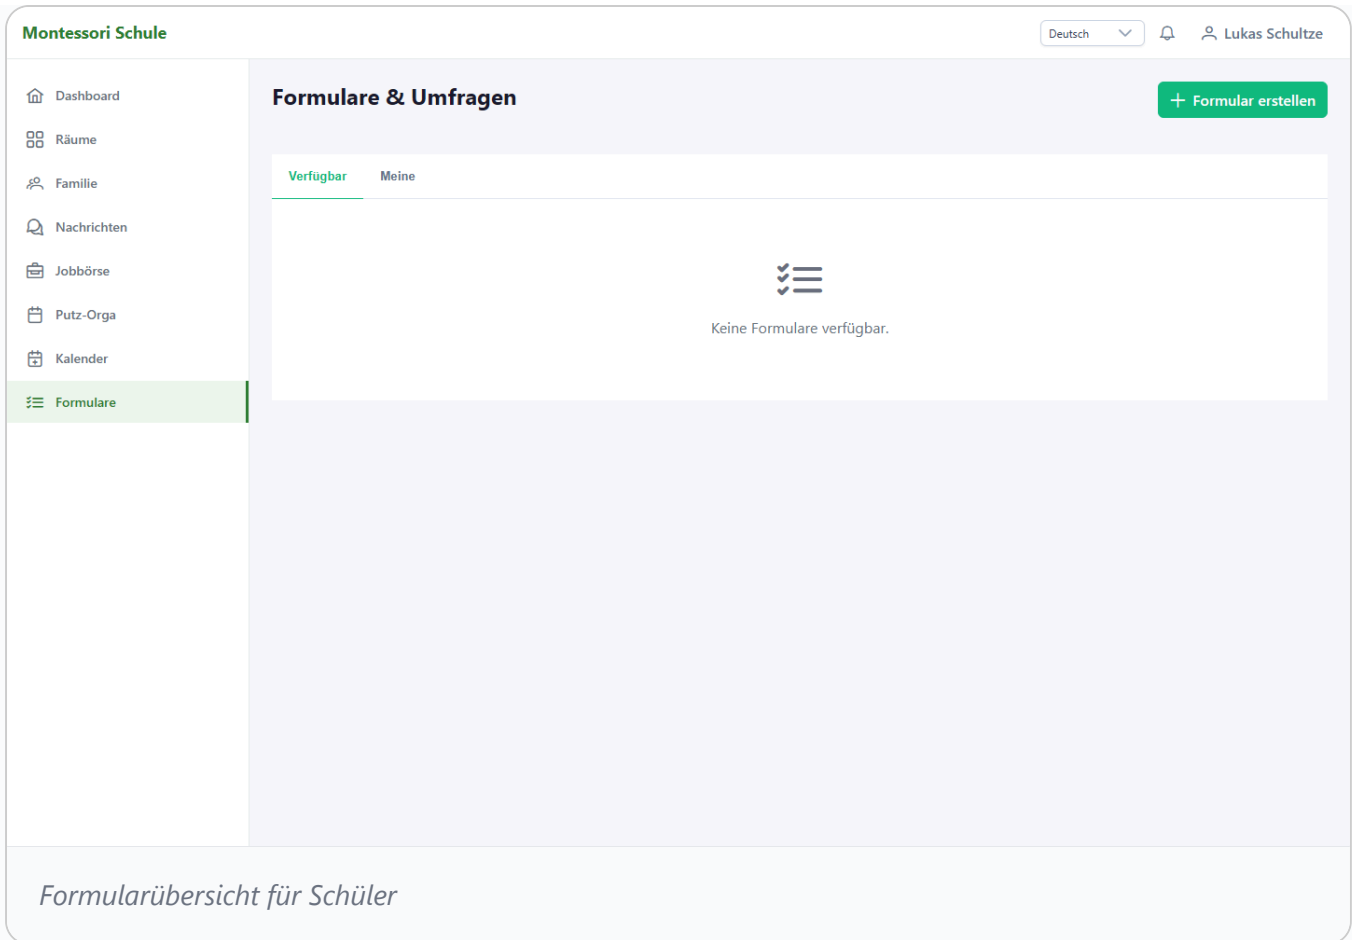 Montessori Schule
Deutsch
Lukas Schultze
Dashboard
Räume
Familie
Nachrichten
Jobbörse
Putz-Orga
Kalender
Formulare
Formulare & Umfragen
Formular erstellen
Verfügbar
Meine
Keine Formulare verfügbar.
Formularübersicht für Schüler